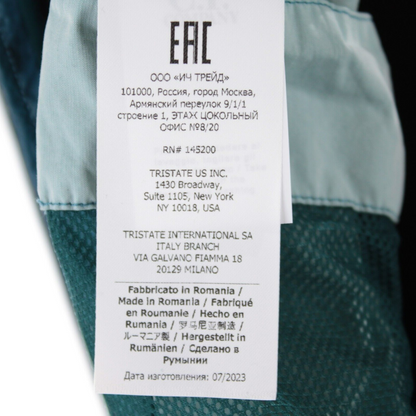 EAC
ООО «ИЧ ТРЕЙД»
101000, Россия, город Москва,
Армянский переулок 9/1/1
строение 1, ЭТАЖ ЦОКОЛЬНЫЙ
ОФИС №8/20
RN# 145200
TRISTATE US INC.
1430 Broadway,
Suite 1105, New York
NY 10018, USA
TRISTATE INTERNATIONAL SA
ITALY BRANCH
VIA GALVANO FIAMMA 18
20129 MILANO
Fabbricato in Romania /
Made in Romania / Fabriqué
en Roumanie / Hecho en
Rumania / 罗马尼亚制造 /
ルーマニア製 / Hergestellt in
Rumänien / Сделано в
Румынии
Дата изготовления: 07/2023